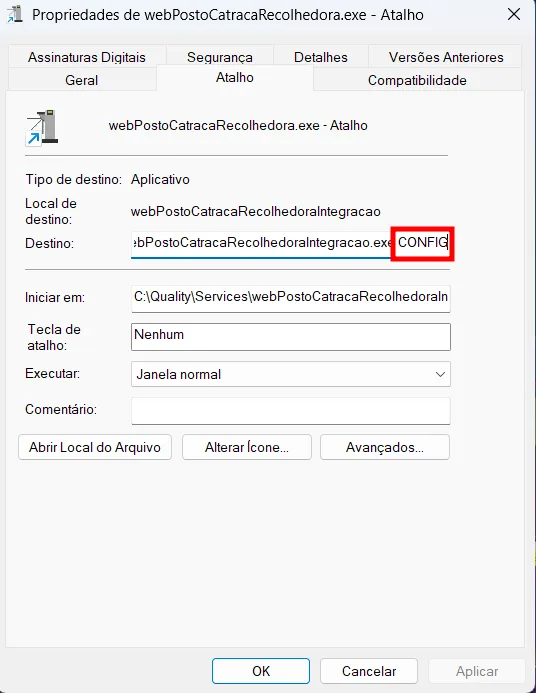 Propriedades de webPostoCatracaRecolhedora.exe - Atalho
Assinaturas Digitais Segurança Detalhes Versões Anteriores
Geral Atalho Compatibilidade
webPostoCatracaRecolhedora.exe - Atalho
Tipo de destino: Aplicativo
Local de destino: webPostoCatracaRecolhedoraIntegracao
Destino: ebPostoCatracaRecolhedoraIntegracao.exe CONFIG
Iniciar em: C:\Quality\Services\webPostoCatracaRecolhedoraIn
Tecla de atalho: Nenhum
Executar: Janela normal
Comentário:
Abrir Local do Arquivo Alterar Ícone... Avançados...
OK Cancelar Aplicar